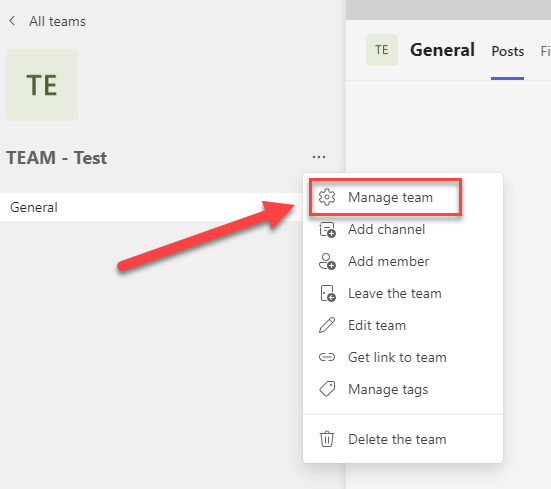 All teams
TE
TEAM - Test
...
General
TE
General
Posts
Fi
Manage team
Add channel
Add member
Leave the team
Edit team
Get link to team
Manage tags
Delete the team